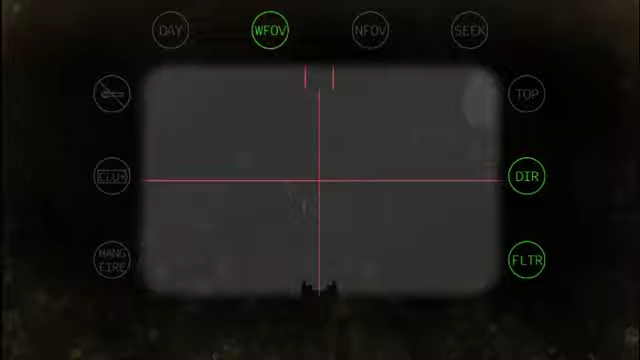 DAY
WFOV
NFOV
SEEK
TOP
CLU+
DIR
HANG
FIRE
FLTR